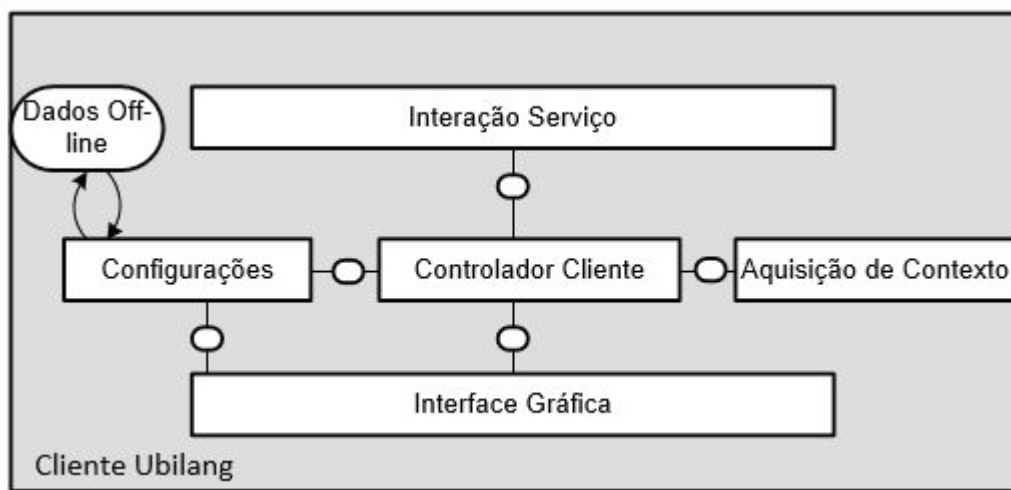 Dados Off-
line
Interação Serviço
Configurações
Controlador Cliente
Aquisição de Contexto
Interface Gráfica
Cliente Ubilang